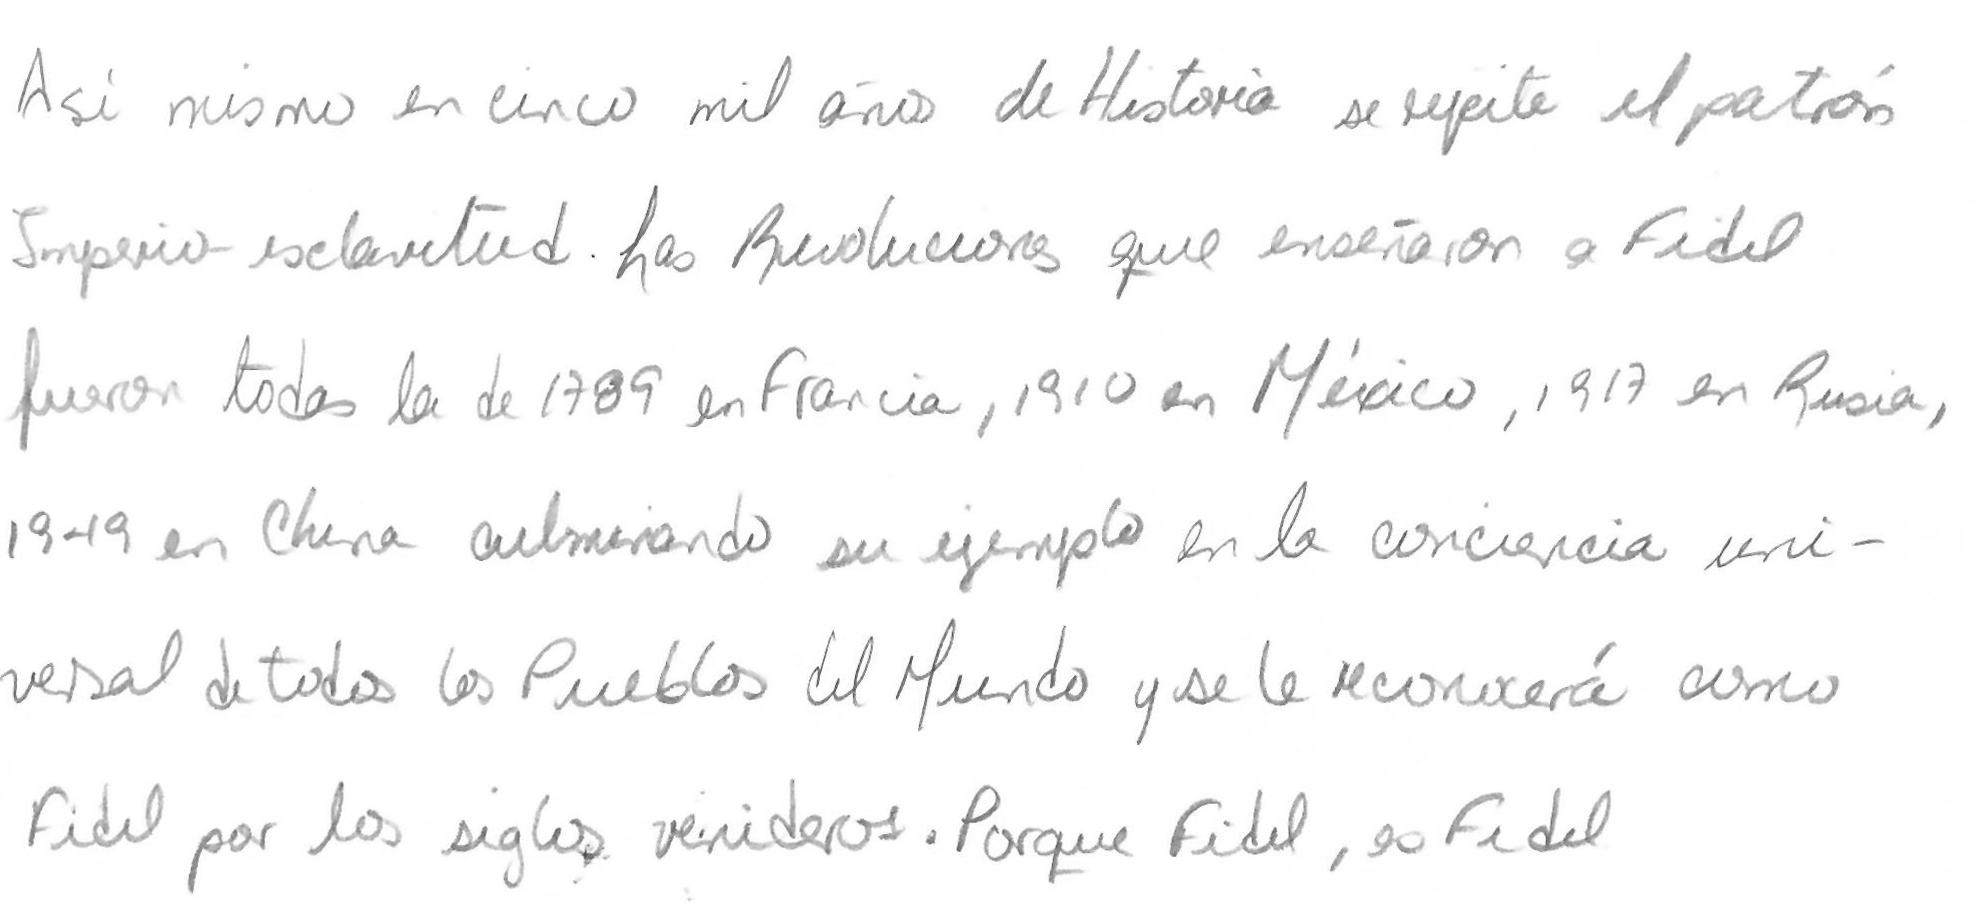 Así mismo en cinco mil años de Historia se repite el patrón
Imperio-esclavitud. Las Revoluciones que enseñaron a Fidel
fueron todas la de 1789 en Francia, 1910 en México, 1917 en Rusia,
1949 en China culminando su ejemplo en la conciencia uni-
versal de todos los Pueblos del Mundo y se le reconocerá como
Fidel por los siglos venideros. Porque Fidel, es Fidel